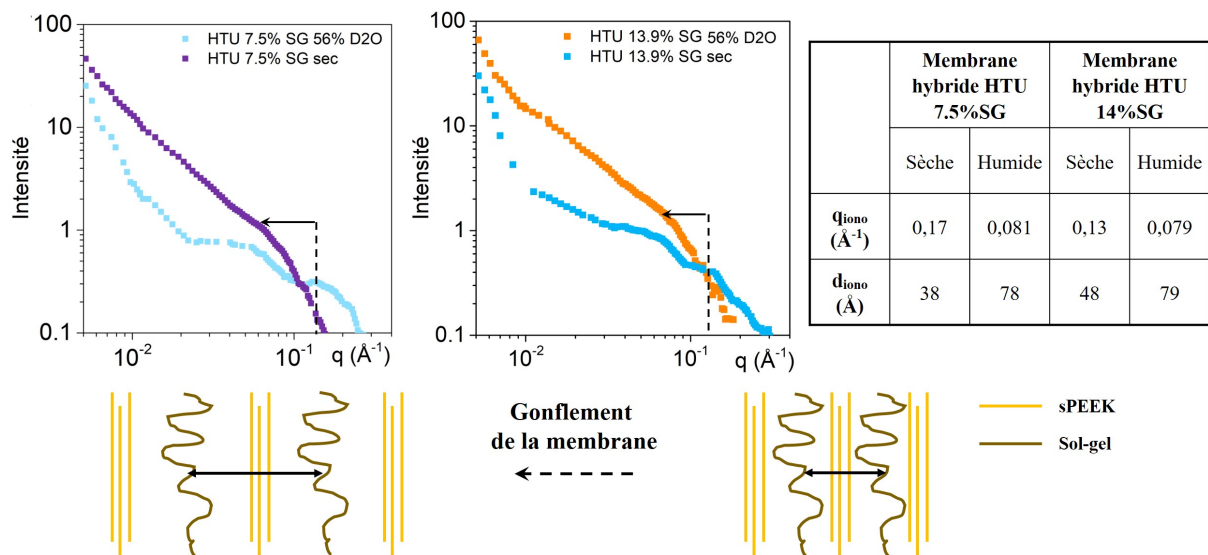 100
10
1
0.1
Intensité
HTU 7.5% SG 56% D2O
HTU 7.5% SG sec
10-2
10-1
q (Å-1)
100
10
1
0.1
Intensité
HTU 13.9% SG 56% D2O
HTU 13.9% SG sec
10-2
10-1
q (Å-1)
Membrane
hybride HTU
7.5%SG
Membrane
hybride HTU
14%SG
Sèche
Humide
Sèche
Humide
qiono
(Å-1)
0,17
0,081
0,13
0,079
diono
(Å)
38
78
48
79
Gonflement
de la membrane
sPEEK
Sol-gel